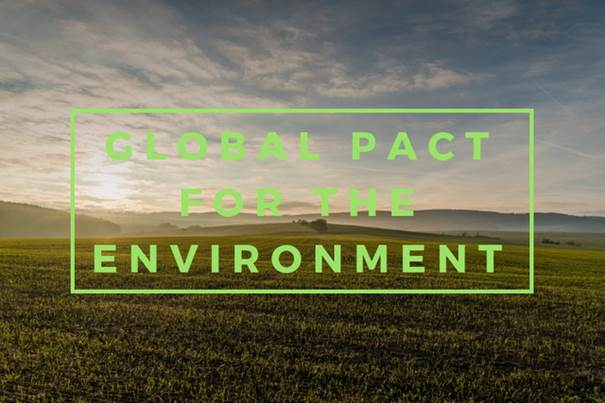 GLOBAL PACT
FOR THE
ENVIRONMENT